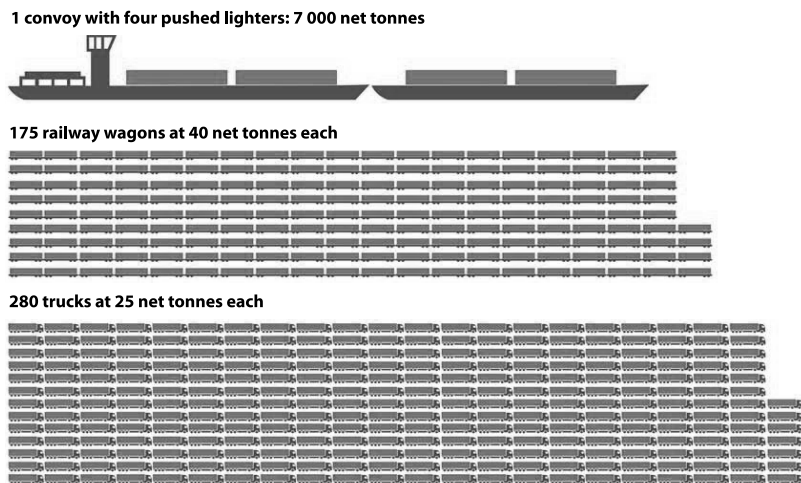 1 convoy with four pushed lighters: 7 000 net tonnes
175 railway wagons at 40 net tonnes each
280 trucks at 25 net tonnes each